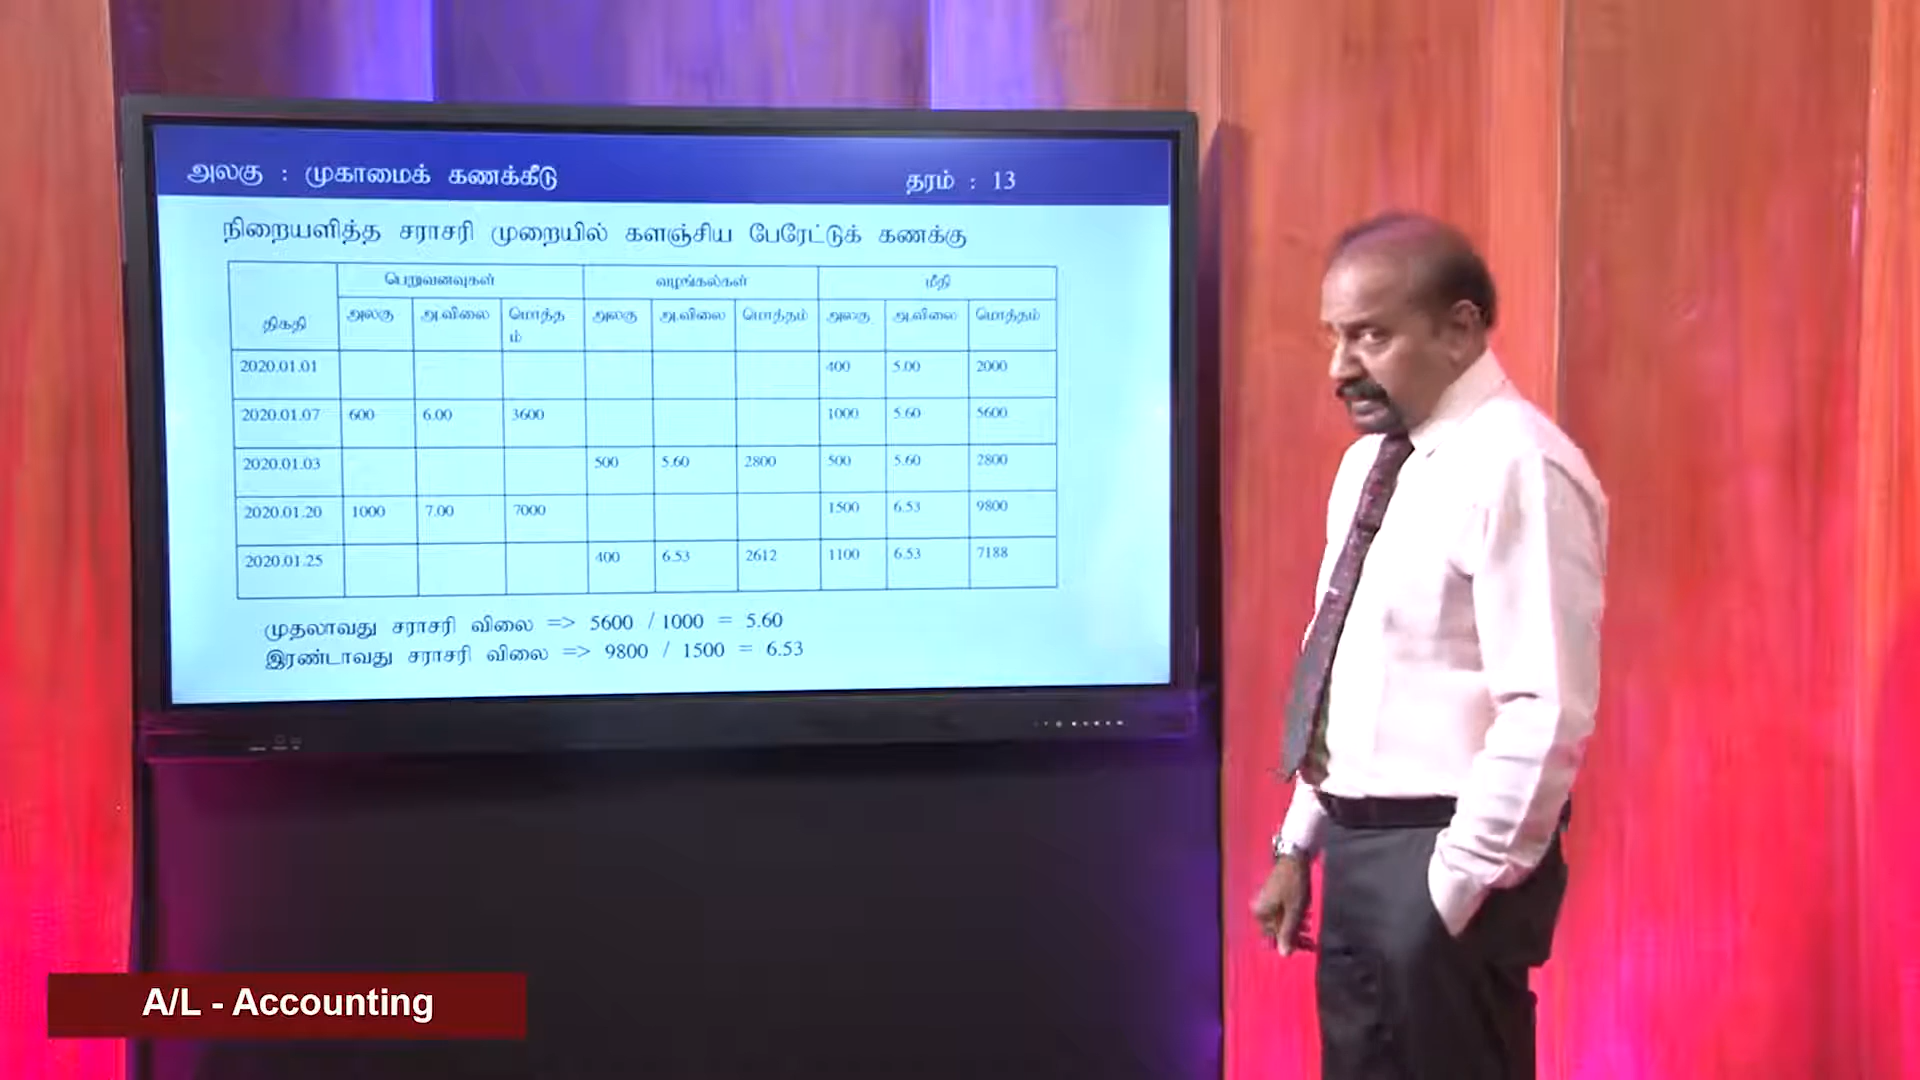 அலகு : முகாமைக் கணக்கீடு தரம் : 13
நிறையளித்த சராசரி முறையில் களஞ்சிய பேரேட்டுக் கணக்கு
பெறுவனவுகள் வழங்கல்கள் மீதி
திகதி அலகு அ.விலை மொத்த அலகு அ.விலை மொத்தம் அலகு அ.விலை மொத்தம்
ம்
2020.01.01 400 5.00 2000
2020.01.07 600 6.00 3600 1000 5.60 5600
2020.01.03 500 5.60 2800 500 5.60 2800
2020.01.20 1000 7.00 7000 1500 6.53 9800
2020.01.25 400 6.53 2612 1100 6.53 7188
முதலாவது சராசரி விலை => 5600 / 1000 = 5.60
இரண்டாவது சராசரி விலை => 9800 / 1500 = 6.53
A/L - Accounting